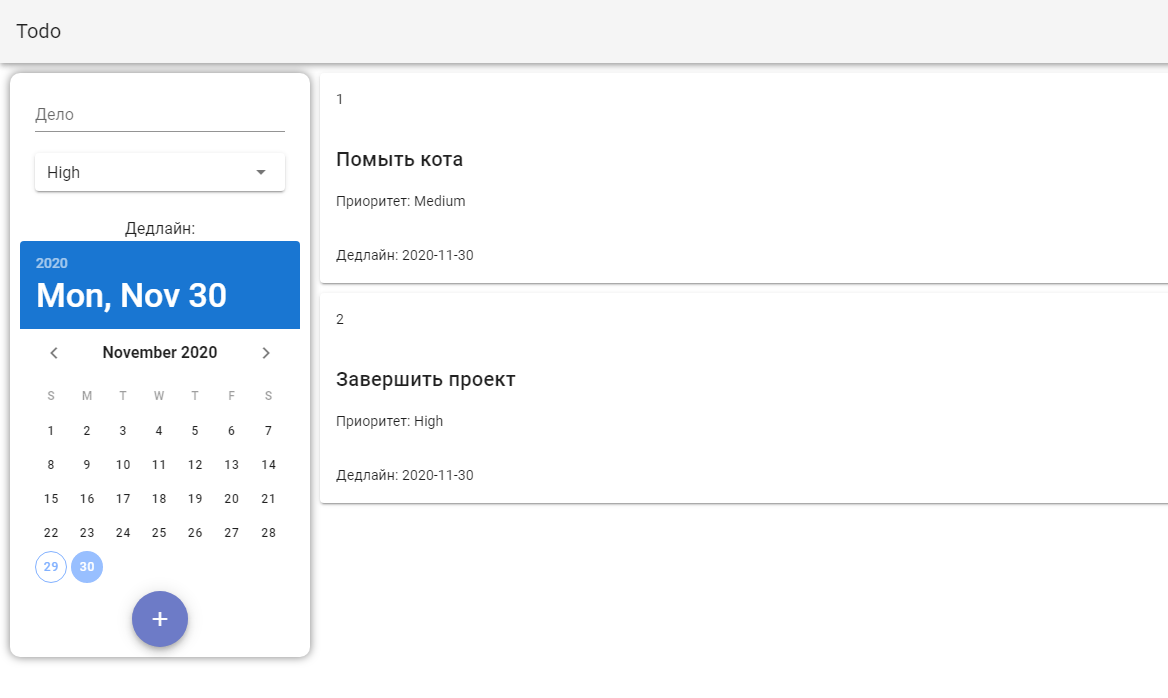 Todo
Дело
High
Дедлайн:
2020
Mon, Nov 30
November 2020
S M T W T F S
1 2 3 4 5 6 7
8 9 10 11 12 13 14
15 16 17 18 19 20 21
22 23 24 25 26 27 28
29 30
+
1
Помыть кота
Приоритет: Medium
Дедлайн: 2020-11-30
2
Завершить проект
Приоритет: High
Дедлайн: 2020-11-30